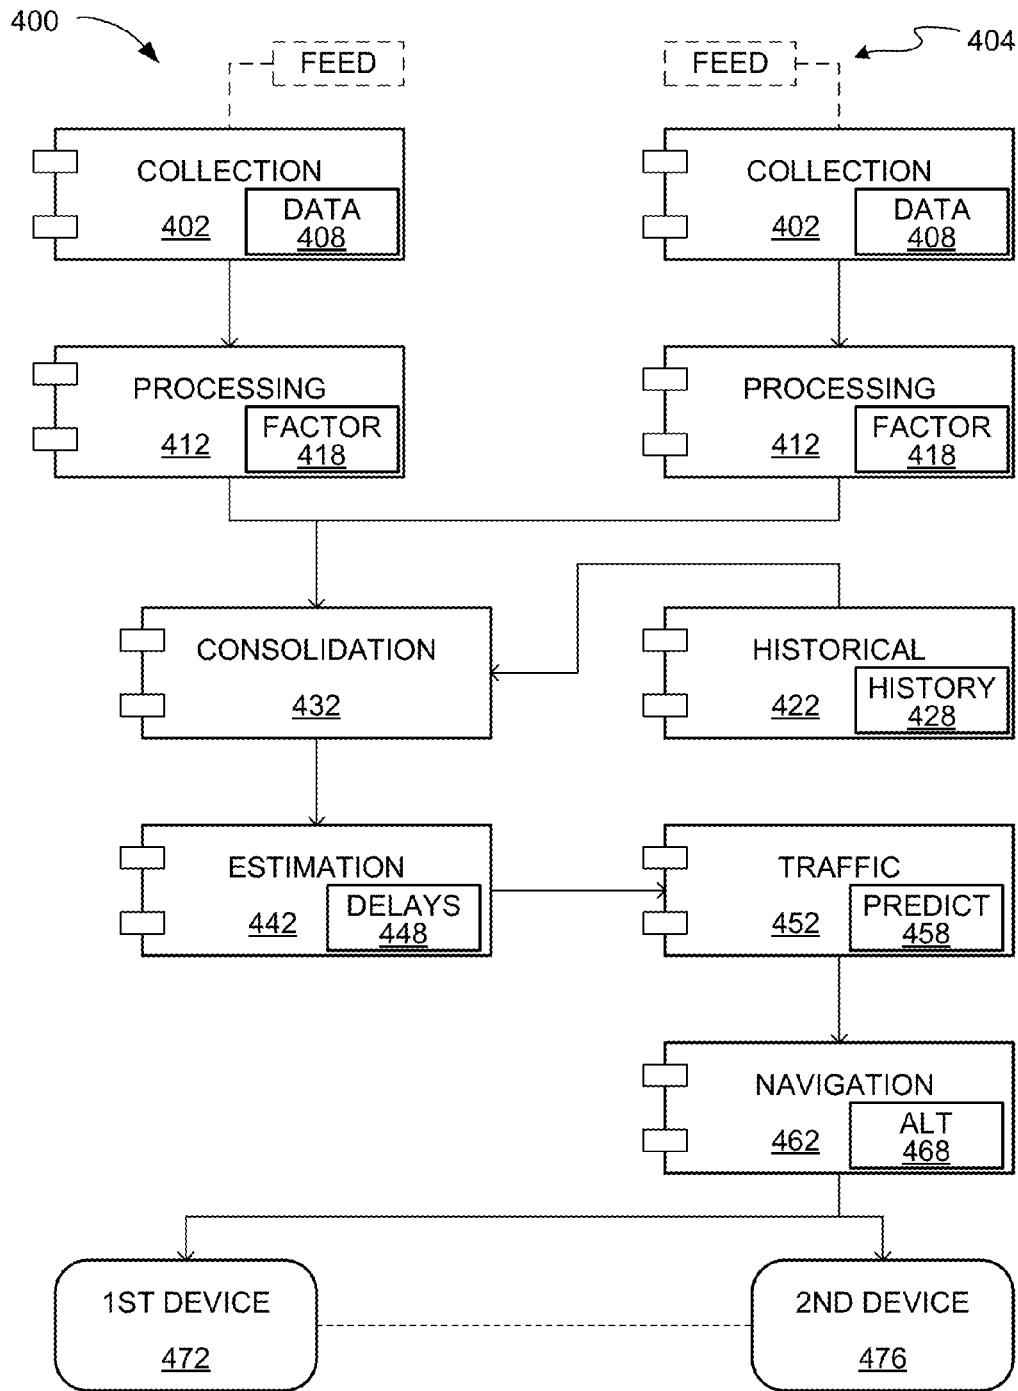 400
404
FEED
FEED
COLLECTION
402
DATA
408
COLLECTION
402
DATA
408
PROCESSING
412
FACTOR
418
PROCESSING
412
FACTOR
418
CONSOLIDATION
432
HISTORICAL
422
HISTORY
428
ESTIMATION
442
DELAYS
448
TRAFFIC
452
PREDICT
458
NAVIGATION
462
ALT
468
1ST DEVICE
472
2ND DEVICE
476